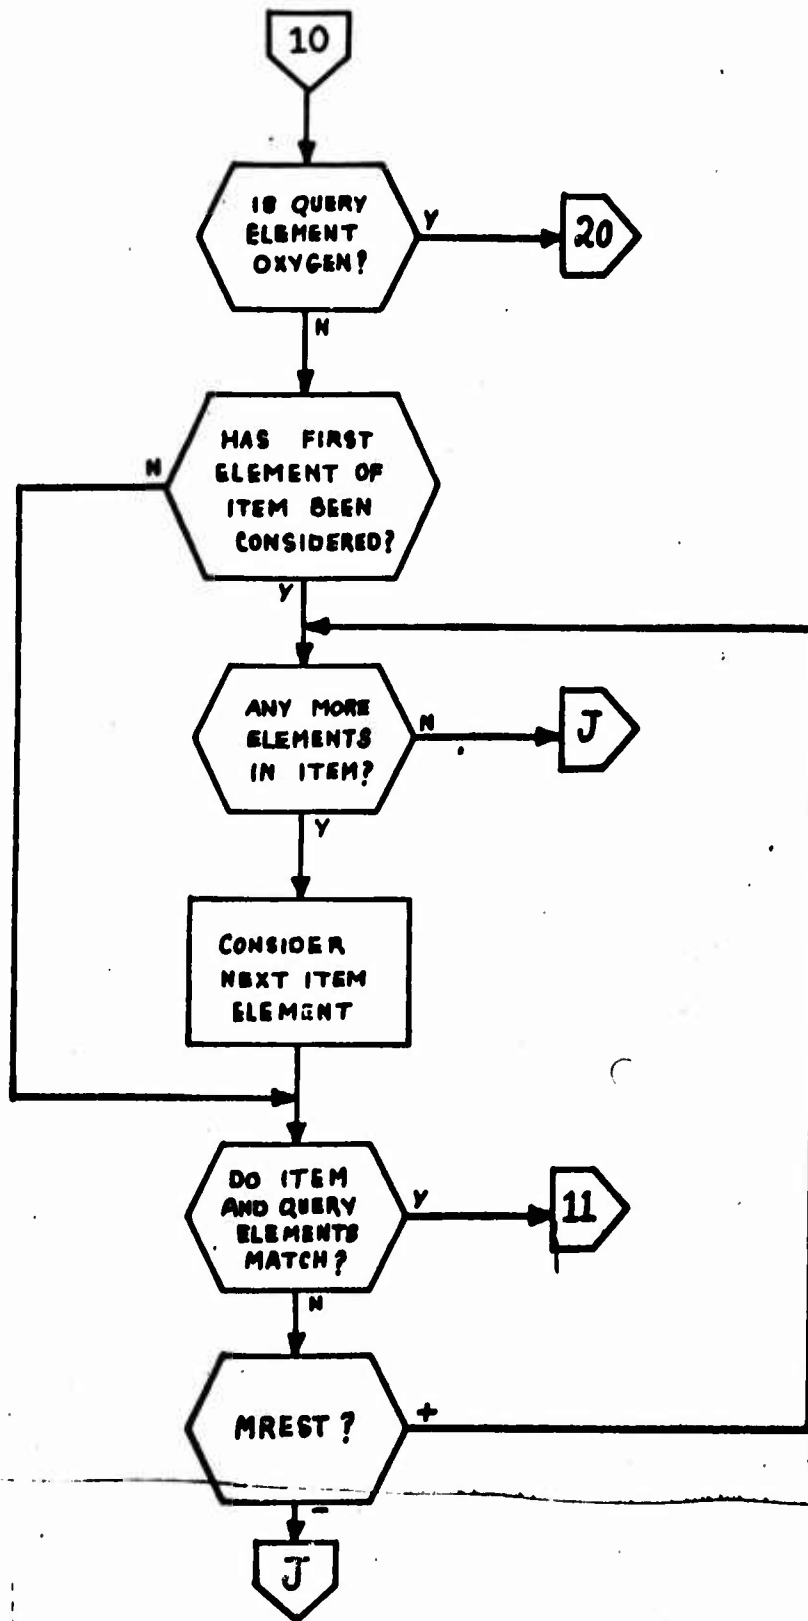 10
IS QUERY
ELEMENT
OXYGEN?
Y
20
N
HAS FIRST
ELEMENT OF
ITEM BEEN
CONSIDERED?
N
Y
ANY MORE
ELEMENTS
IN ITEM?
N
J
Y
CONSIDER
NEXT ITEM
ELEMENT
DO ITEM
AND QUERY
ELEMENTS
MATCH?
Y
11
N
MREST?
+
-
J